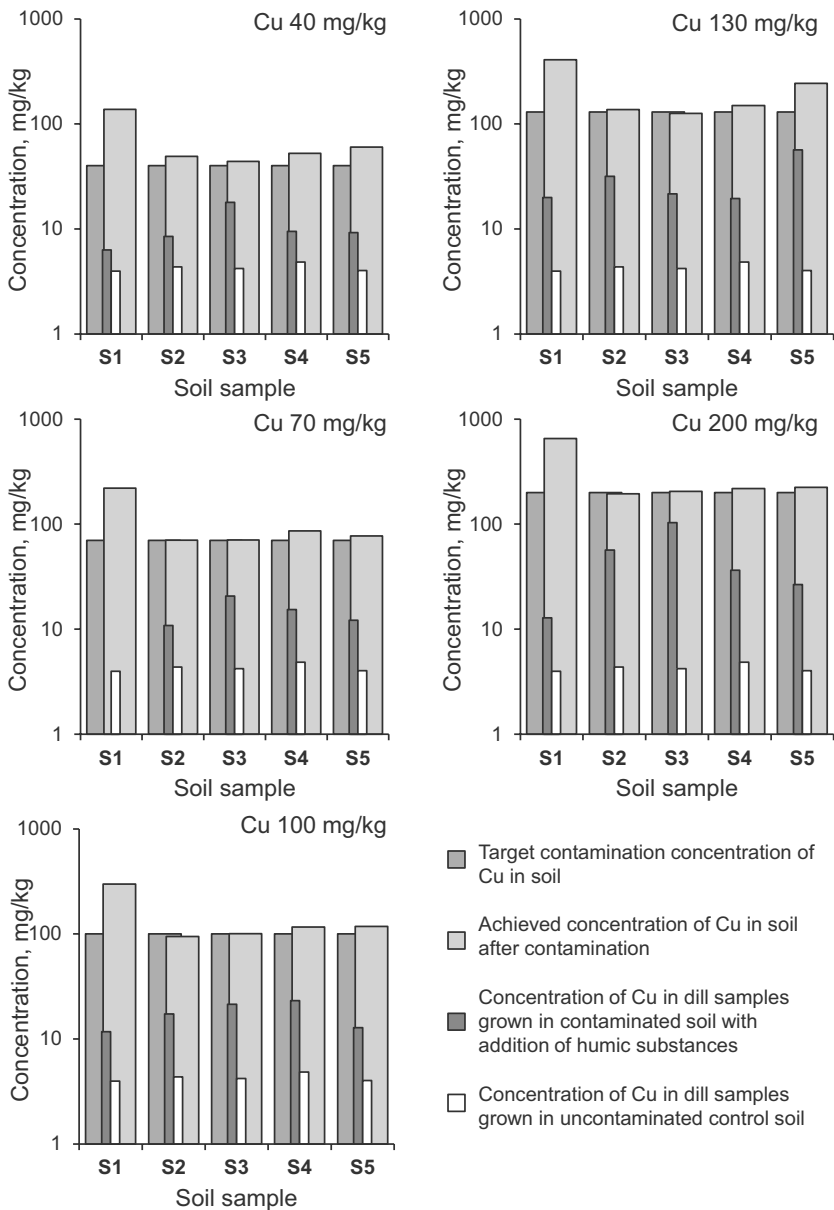 Cu 40 mg/kg
Concentration, mg/kg
1000
100
10
1
S1 S2 S3 S4 S5
Soil sample
Cu 130 mg/kg
Concentration, mg/kg
1000
100
10
1
S1 S2 S3 S4 S5
Soil sample
Cu 70 mg/kg
Concentration, mg/kg
1000
100
10
1
S1 S2 S3 S4 S5
Soil sample
Cu 200 mg/kg
Concentration, mg/kg
1000
100
10
1
S1 S2 S3 S4 S5
Soil sample
Cu 100 mg/kg
Concentration, mg/kg
1000
100
10
1
S1 S2 S3 S4 S5
Soil sample
Target contamination concentration of
Cu in soil
Achieved concentration of Cu in soil
after contamination
Concentration of Cu in dill samples
grown in contaminated soil with
addition of humic substances
Concentration of Cu in dill samples
grown in uncontaminated control soil